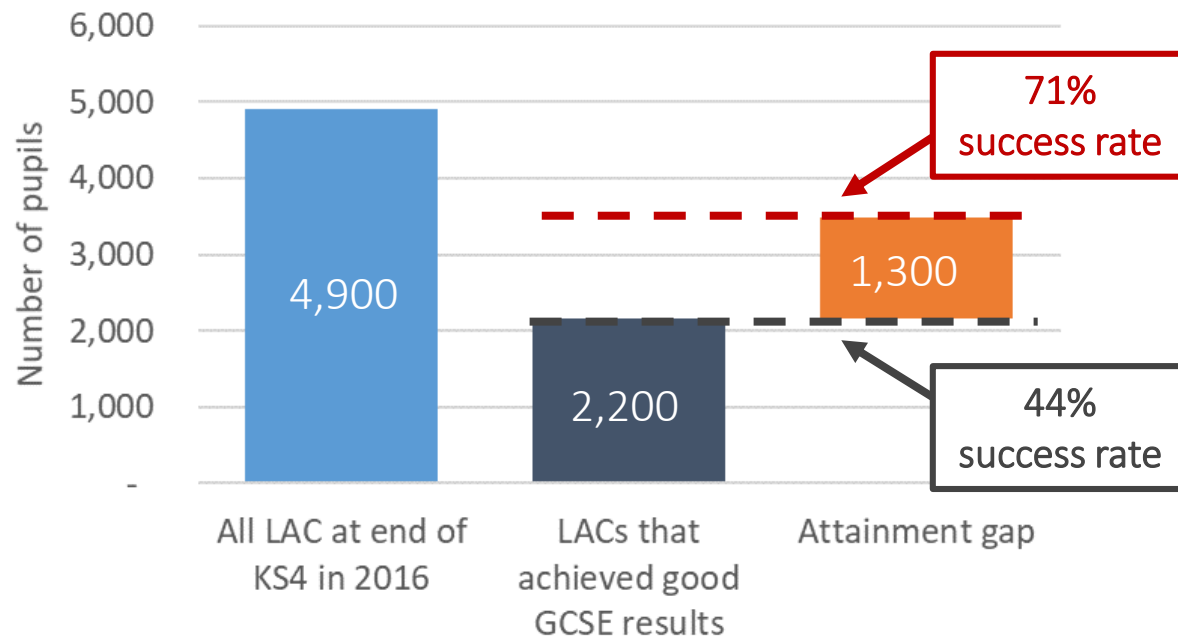 6,000
5,000
4,000
3,000
2,000
1,000
-
Number of pupils
4,900
2,200
1,300
71%
success rate
44%
success rate
All LAC at end of
KS4 in 2016
LACs that
achieved good
GCSE results
Attainment gap